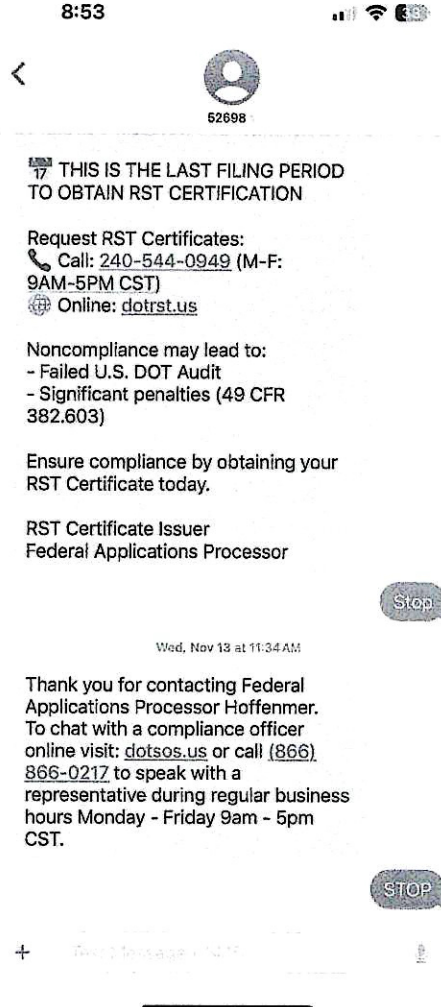 8:53
52698
17 THIS IS THE LAST FILING PERIOD
TO OBTAIN RST CERTIFICATION
Request RST Certificates:
Call: 240-544-0949 (M-F:
9AM-5PM CST)
Online: dotrst.us
Noncompliance may lead to:
- Failed U.S. DOT Audit
- Significant penalties (49 CFR
382.603)
Ensure compliance by obtaining your
RST Certificate today.
RST Certificate Issuer
Federal Applications Processor
Stop
Wed, Nov 13 at 11:34 AM
Thank you for contacting Federal
Applications Processor Hoffenmer.
To chat with a compliance officer
online visit: dotsos.us or call (866)
866-0217 to speak with a
representative during regular business
hours Monday - Friday 9am - 5pm
CST.
STOP
+